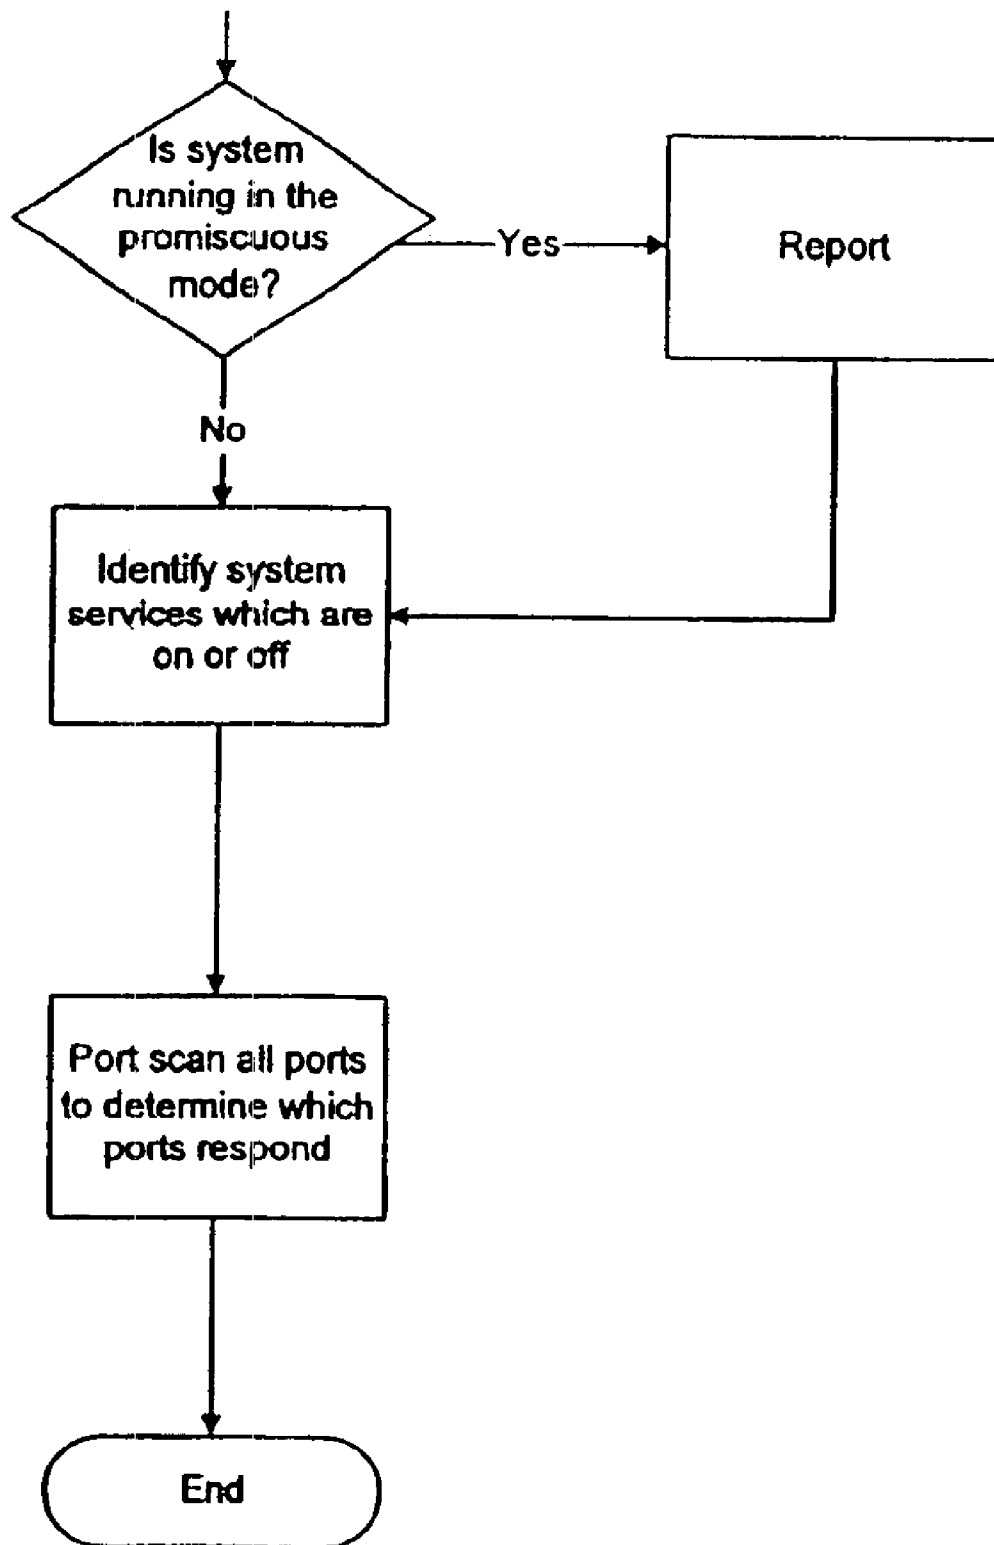 Is system
running in the
promiscuous
mode?
Yes
Report
No
Identify system
services which are
on or off
Port scan all ports
to determine which
ports respond
End